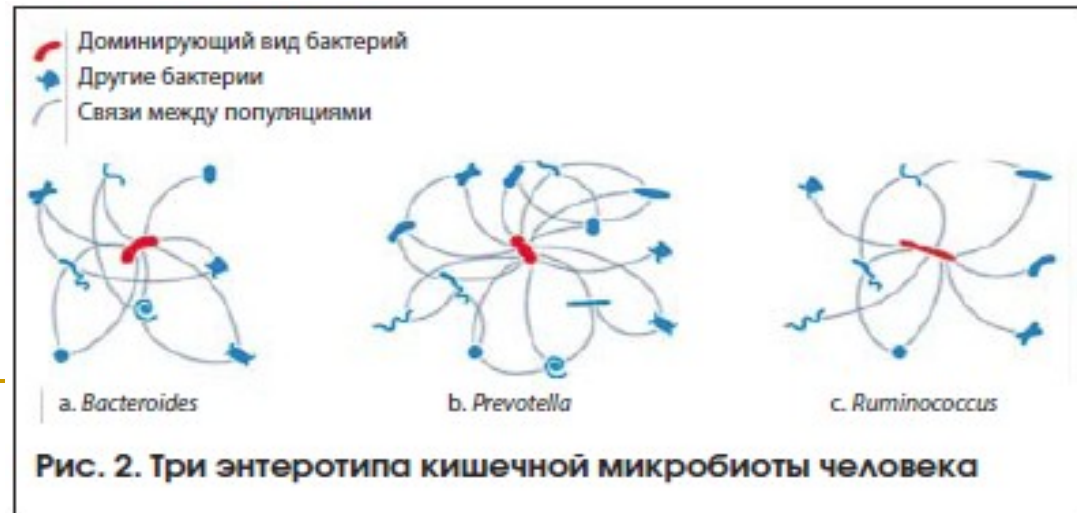 Доминирующий вид бактерий
Другие бактерии
Связи между популяциями
a. Bacteroides
b. Prevotella
c. Ruminococcus
Рис. 2. Три энтеротипа кишечной микробиоты человека